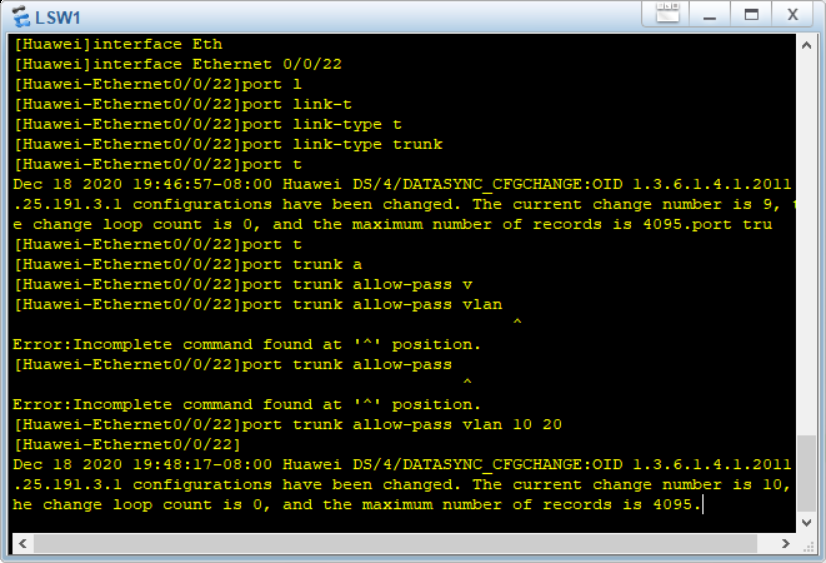 LSW1
[Huawei]interface Eth
[Huawei]interface Ethernet 0/0/22
[Huawei-Ethernet0/0/22]port l
[Huawei-Ethernet0/0/22]port link-t
[Huawei-Ethernet0/0/22]port link-type t
[Huawei-Ethernet0/0/22]port link-type trunk
[Huawei-Ethernet0/0/22]port t
Dec 18 2020 19:46:57-08:00 Huawei DS/4/DATASYNC_CFGCHANGE:OID 1.3.6.1.4.1.2011
.25.191.3.1 configurations have been changed. The current change number is 9, t
e change loop count is 0, and the maximum number of records is 4095.port tru
[Huawei-Ethernet0/0/22]port t
[Huawei-Ethernet0/0/22]port trunk a
[Huawei-Ethernet0/0/22]port trunk allow-pass v
[Huawei-Ethernet0/0/22]port trunk allow-pass vlan
^
Error:Incomplete command found at '^' position.
[Huawei-Ethernet0/0/22]port trunk allow-pass
^
Error:Incomplete command found at '^' position.
[Huawei-Ethernet0/0/22]port trunk allow-pass vlan 10 20
[Huawei-Ethernet0/0/22]
Dec 18 2020 19:48:17-08:00 Huawei DS/4/DATASYNC_CFGCHANGE:OID 1.3.6.1.4.1.2011
.25.191.3.1 configurations have been changed. The current change number is 10,
he change loop count is 0, and the maximum number of records is 4095.